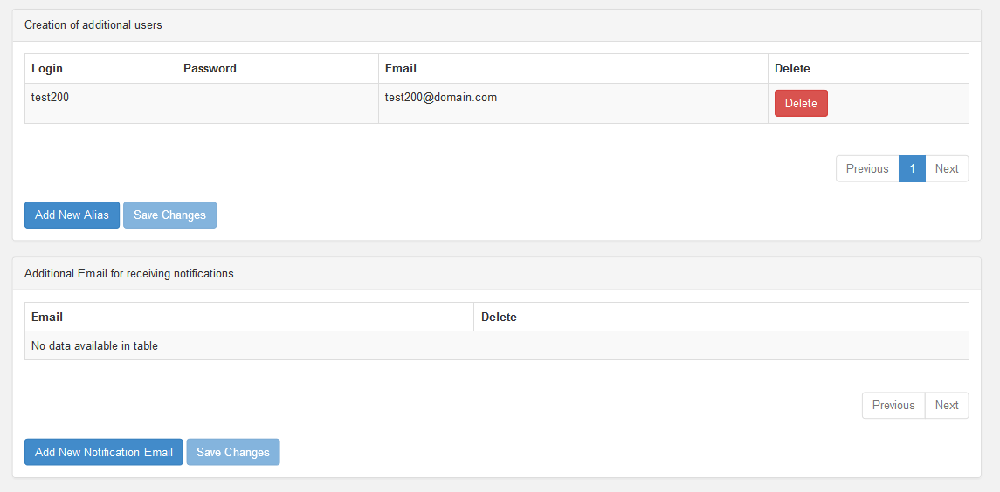 Creation of additional users
Login Password Email Delete
test200 test200@domain.com Delete
Previous 1 Next
Add New Alias Save Changes
Additional Email for receiving notifications
Email Delete
No data available in table
Previous Next
Add New Notification Email Save Changes